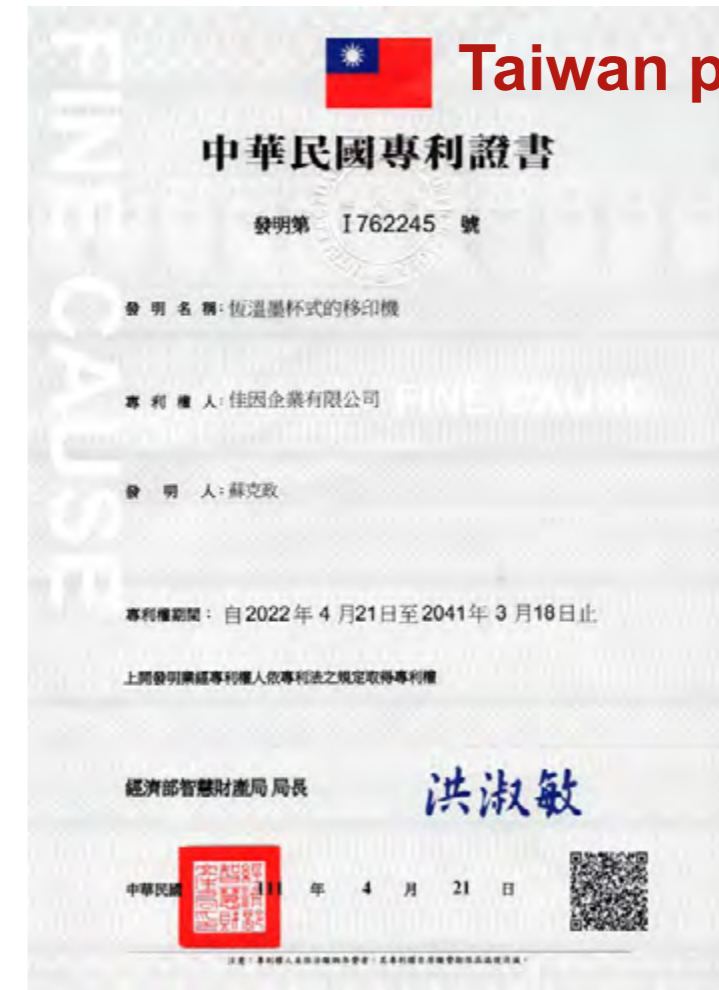 Taiwan p
中華民國專利證書
發明第 I762245 號
發明名稱:恆溫墨杯式的移印機
專利權人:佳因企業有限公司
FINE CAUSE
發明人:蘇克政
FINE CAUSE
專利權期間: 自2022年 4 月21日至2041年 3 月18日止
上開發明業經專利權人依專利法之規定取得專利權
經濟部智慧財產局 局長 洪淑敏
中華民國 111 年 4 月 21 日